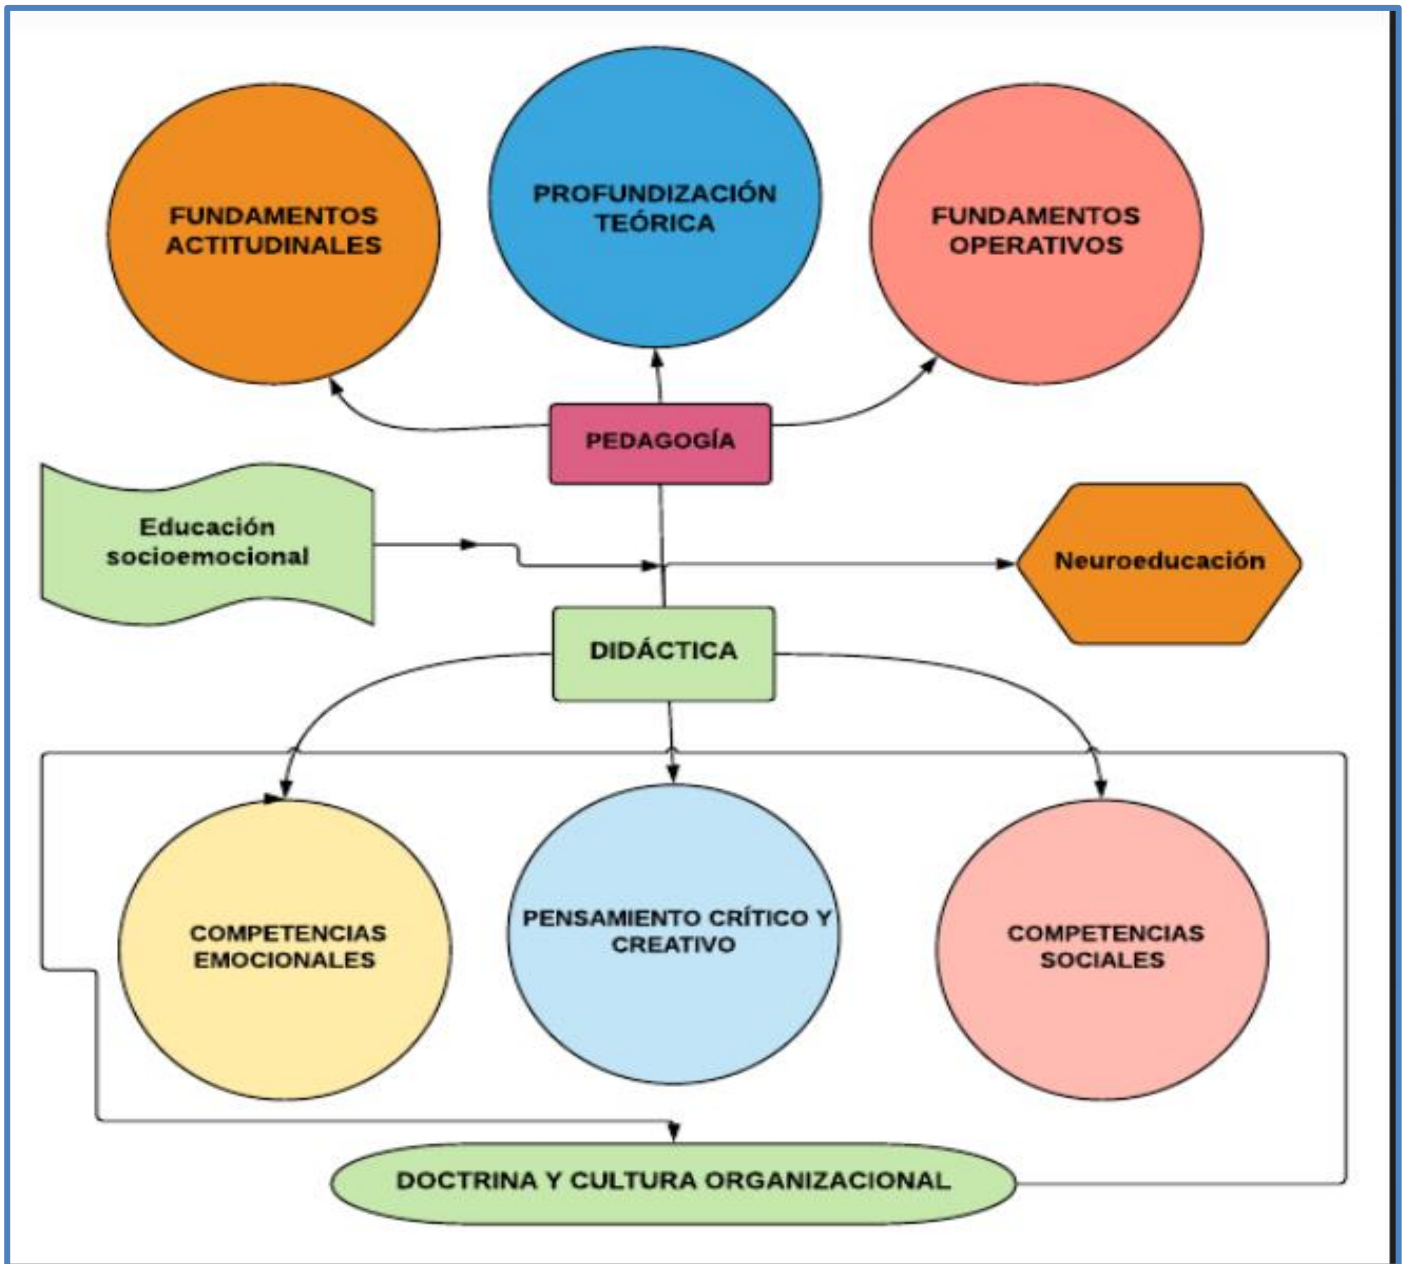 PROFUNDIZACIÓN
TEÓRICA
FUNDAMENTOS
ACTITUDINALES
FUNDAMENTOS
OPERATIVOS
PEDAGOGÍA
Educación
socioemocional
Neuroeducación
DIDÁCTICA
COMPETENCIAS
EMOCIONALES
PENSAMIENTO CRÍTICO Y
CREATIVO
COMPETENCIAS
SOCIALES
DOCTRINA Y CULTURA ORGANIZACIONAL